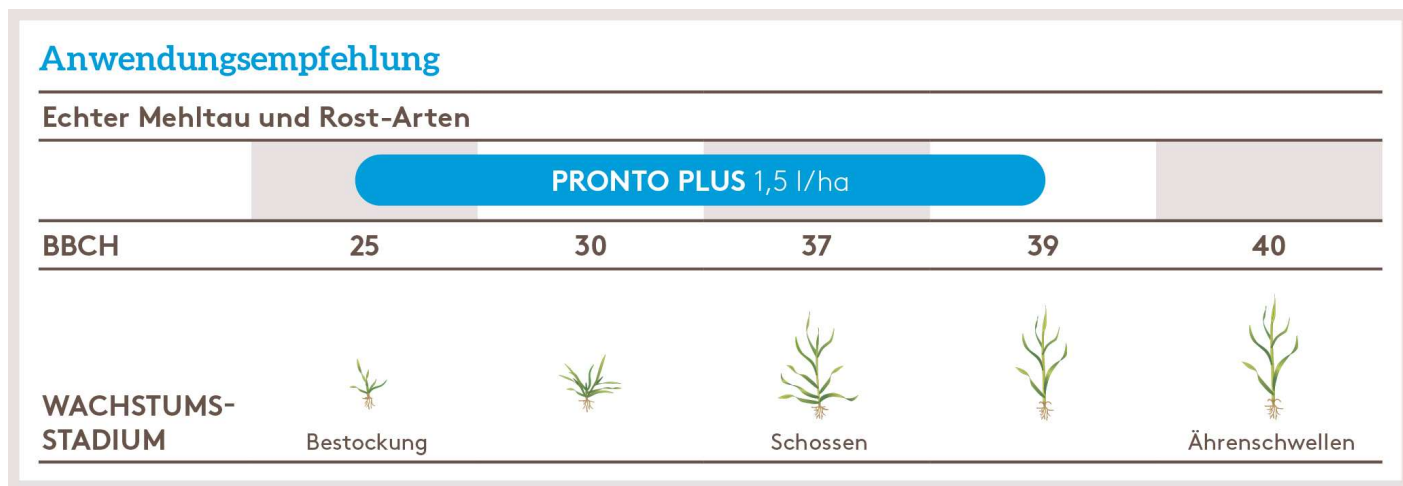 Anwendungsempfehlung
Echter Mehltau und Rost-Arten
PRONTO PLUS 1,5 l/ha
BBCH 25 30 37 39 40
WACHSTUMS-
STADIUM Bestockung Schossen Ährenschwellen